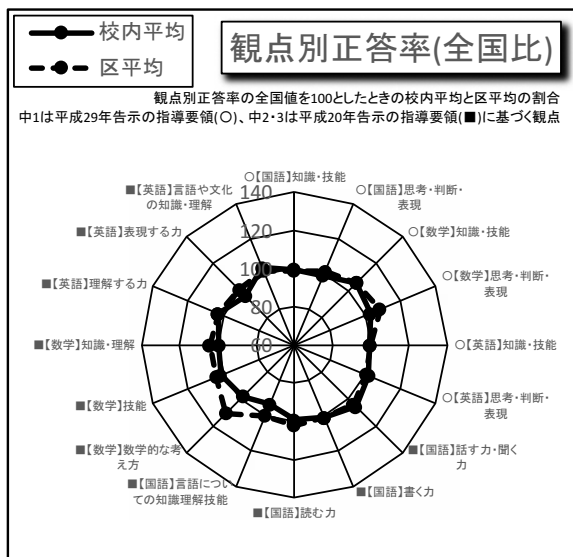 校内平均
区平均
観点別正答率(全国比)
観点別正答率の全国値を100としたときの校内平均と区平均の割合
中1は平成29年告示の指導要領(〇)、中2・3は平成20年告示の指導要領(■)に基づく観点
〇【国語】知識・技能
〇【国語】思考・判断・
表現
〇【数学】知識・技能
〇【数学】思考・判断・
表現
〇【英語】知識・技能
〇【英語】思考・判断・
表現
■【国語】話す力・聞く
力
■【国語】書く力
■【国語】読む力
■【国語】言語につい
ての知識理解技能
■【数学】数学的な考
え方
■【数学】技能
■【数学】知識・理解
■【英語】理解する力
■【英語】表現する力
■【英語】言語や文化
の知識・理解
140
120
100
80
60